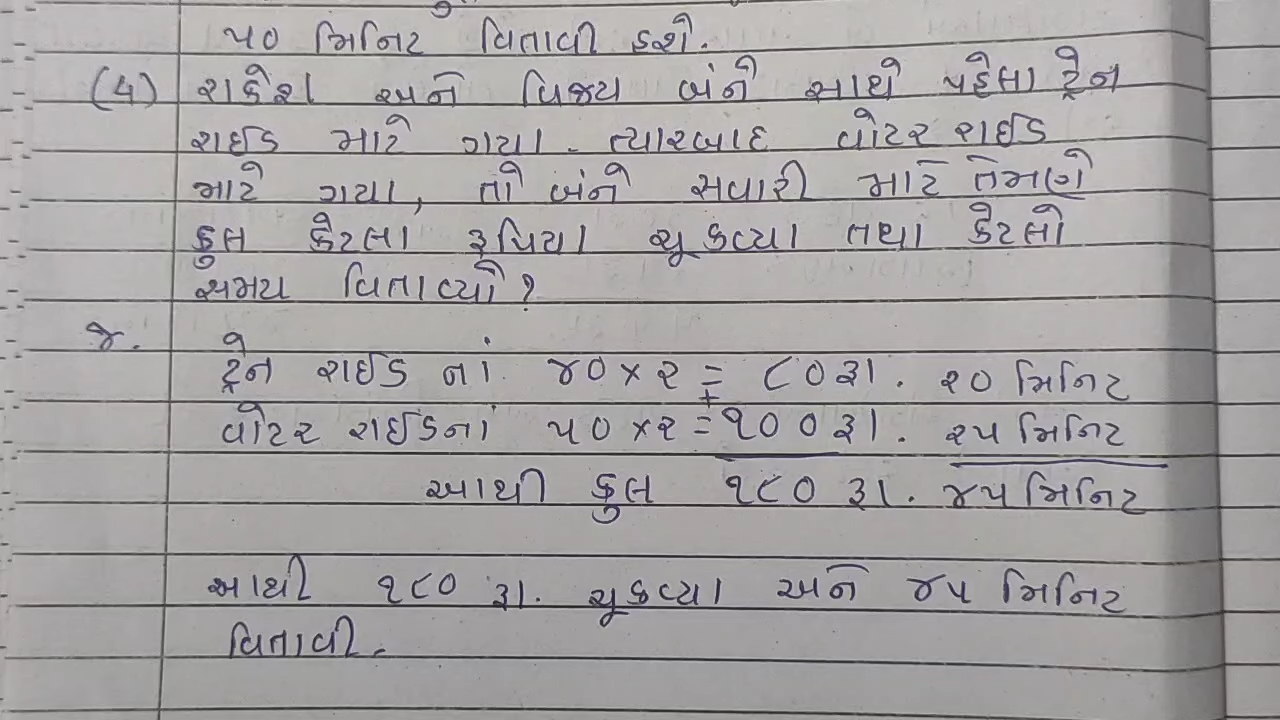 ૫૦ મિનિટ વિતાવી હશે.
(૫) રાકેશ અને વિજય બંને સાથે પહેલા ટ્રેન
રાઈડ માટે ગયા. ત્યારબાદ વોટર રાઈડ
માટે ગયા, તો બંને સવારી માટે તેમણે
કુલ કેટલા રૂપિયા ચૂકવ્યા તથા કેટલો
સમય વિતાવ્યો?
જ.
ટ્રેન રાઈડ નાં ૪૦ × ૨ = ૮૦ રૂા. ૨૦ મિનિટ
+
વોટર રાઈડનાં ૫૦ × ૨ = ૧૦૦ રૂા. ૨૫ મિનિટ
આથી કુલ ૧૮૦ રૂા. ૪૫ મિનિટ
આથી ૧૮૦ રૂા. ચૂકવ્યા અને ૪૫ મિનિટ
વિતાવી.